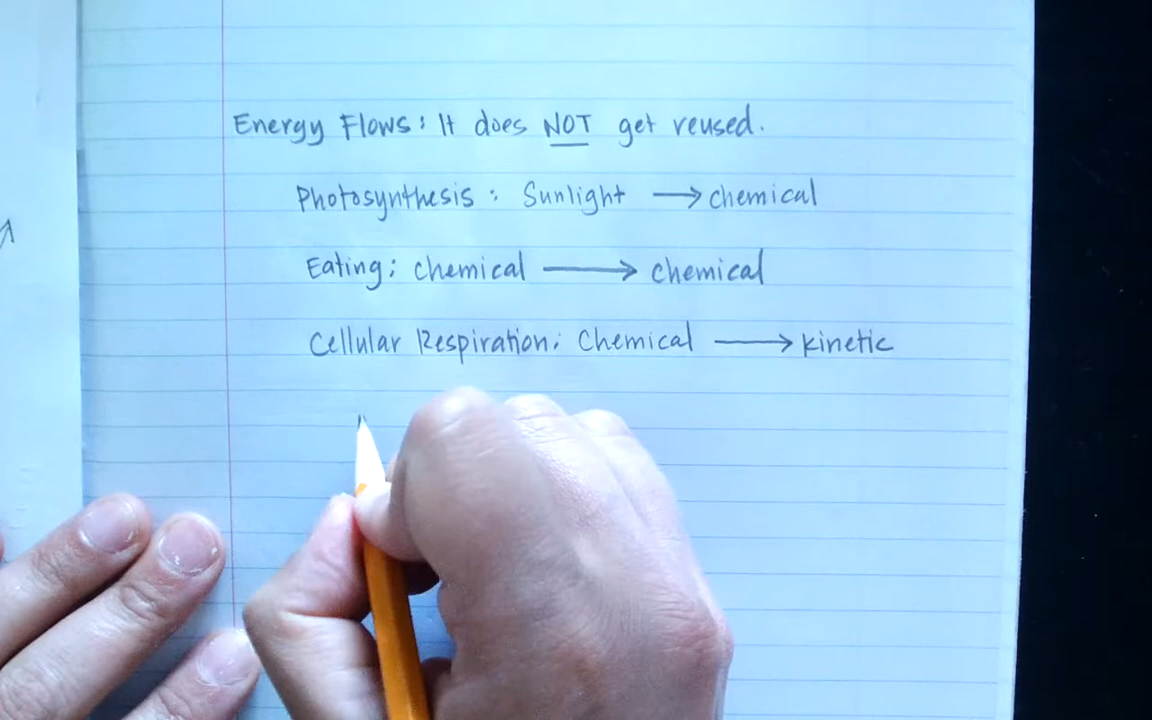 Energy Flows: It does NOT get reused.
Photosynthesis: Sunlight → chemical
Eating: chemical → chemical
Cellular Respiration: Chemical → kinetic